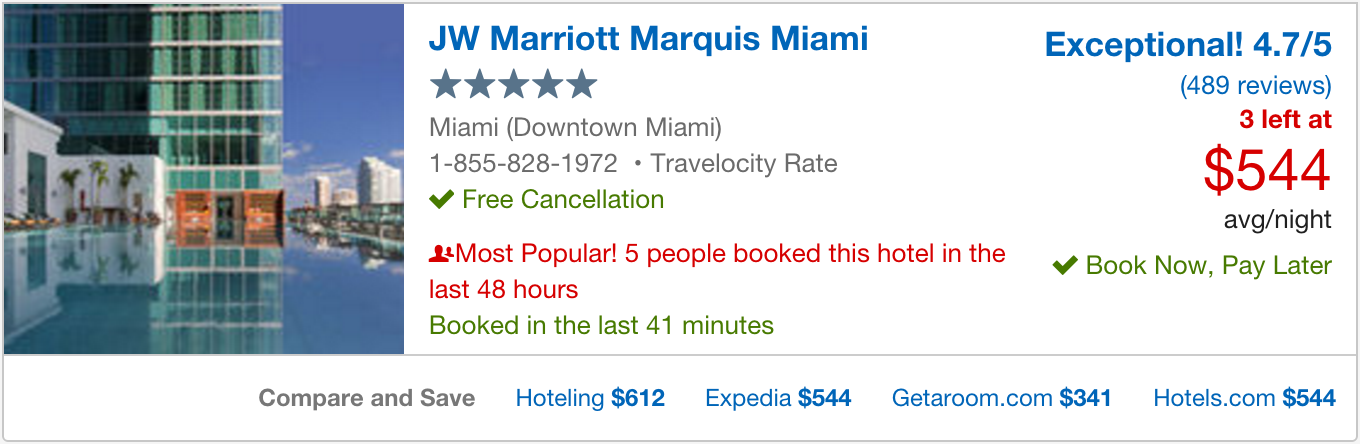 JW Marriott Marquis Miami
Miami (Downtown Miami)
1-855-828-1972 • Travelocity Rate
Free Cancellation
Most Popular! 5 people booked this hotel in the
last 48 hours
Booked in the last 41 minutes
Exceptional! 4.7/5
(489 reviews)
3 left at
$544
avg/night
Book Now, Pay Later
Compare and Save Hoteling $612 Expedia $544 Getaroom.com $341 Hotels.com $544